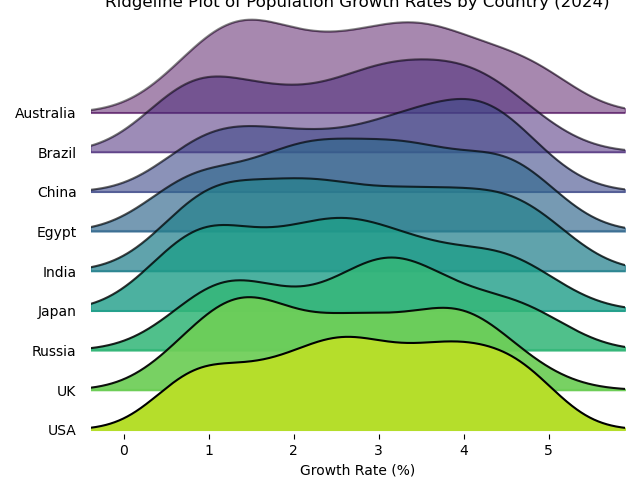 Ridgeline Plot of Population Growth Rates by Country (2024)
Australia
Brazil
China
Egypt
India
Japan
Russia
UK
USA
0 1 2 3 4 5
Growth Rate (%)